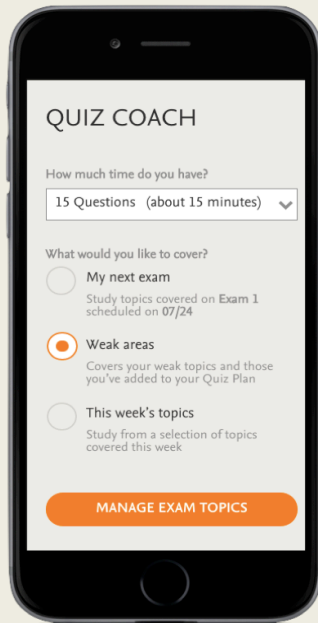 QUIZ COACH
How much time do you have?
15 Questions (about 15 minutes)
What would you like to cover?
My next exam
Study topics covered on Exam 1
scheduled on 07/24
Weak areas
Covers your weak topics and those
you've added to your Quiz Plan
This week's topics
Study from a selection of topics
covered this week
MANAGE EXAM TOPICS